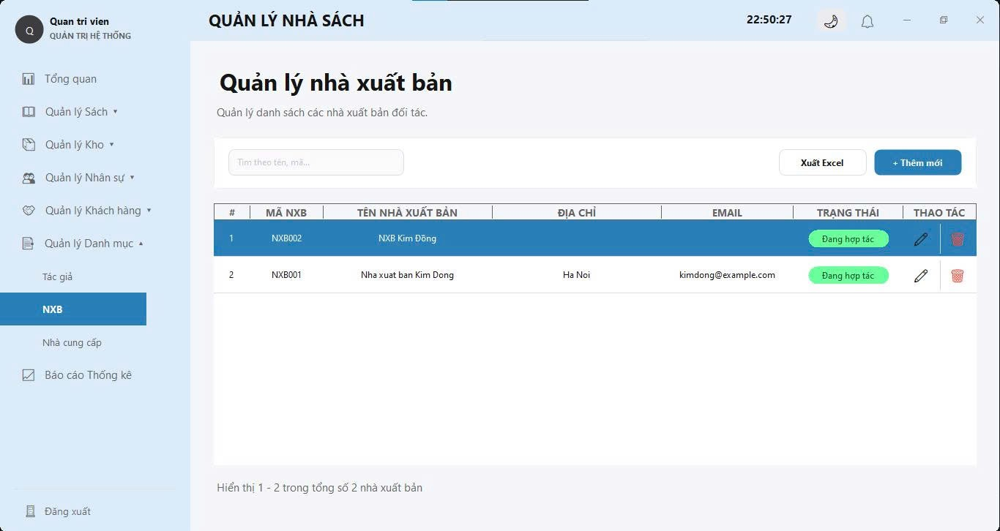 Q
Quan tri vien
QUẢN TRỊ HỆ THỐNG
QUẢN LÝ NHÀ SÁCH
22:50:27
Tổng quan
Quản lý Sách ▾
Quản lý Kho ▾
Quản lý Nhân sự ▾
Quản lý Khách hàng ▾
Quản lý Danh mục ▴
Tác giả
NXB
Nhà cung cấp
Báo cáo Thống kê
Đăng xuất
Quản lý nhà xuất bản
Quản lý danh sách các nhà xuất bản đối tác.
Tìm theo tên, mã...
Xuất Excel
+ Thêm mới
# MÃ NXB TÊN NHÀ XUẤT BẢN ĐỊA CHỈ EMAIL TRẠNG THÁI THAO TÁC
1 NXB002 NXB Kim Đồng Đang hợp tác
2 NXB001 Nha xuat ban Kim Dong Ha Noi kimdong@example.com Đang hợp tác
Hiển thị 1 - 2 trong tổng số 2 nhà xuất bản